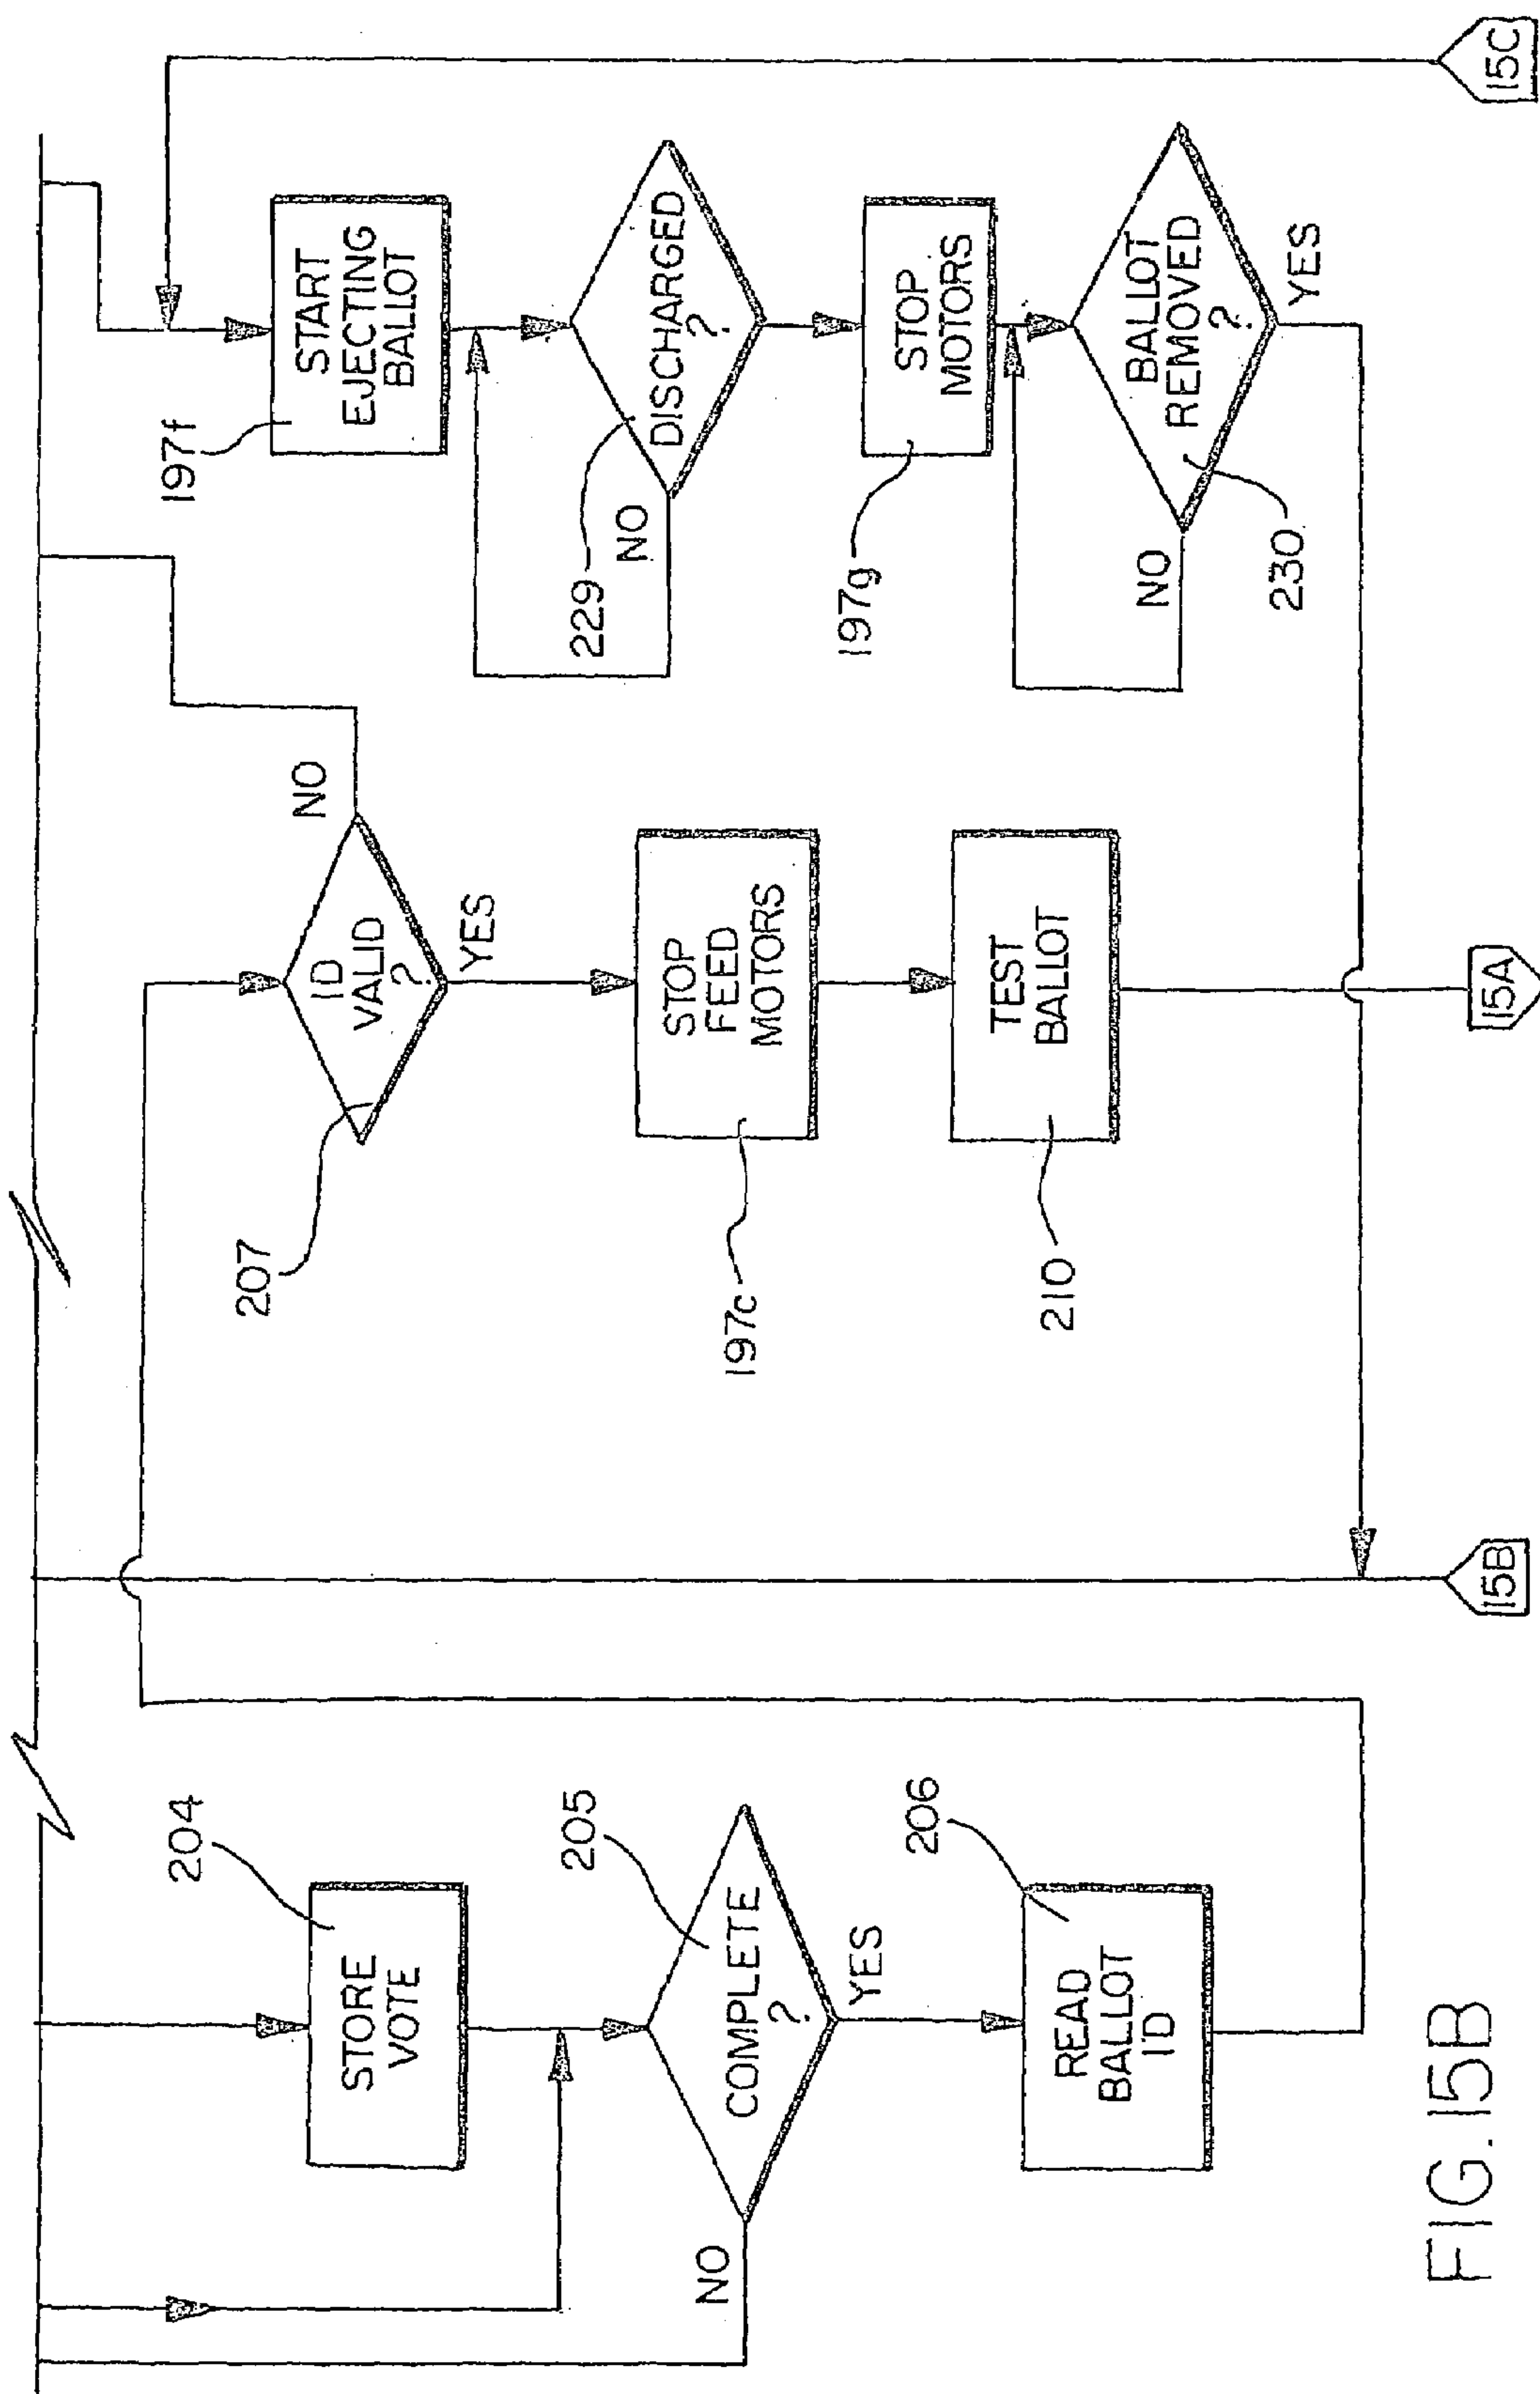 204
STORE
VOTE
205
COMPLETE
?
NO
YES
206
READ
BALLOT
ID
207
ID
VALID
?
NO
YES
STOP
FEED
MOTORS
197c
TEST
BALLOT
210
197f
START
EJECTING
BALLOT
229
DISCHARGED
?
NO
STOP
MOTORS
197g
BALLOT
REMOVED
?
NO
YES
230
15B
15A
15C
FIG. 15B